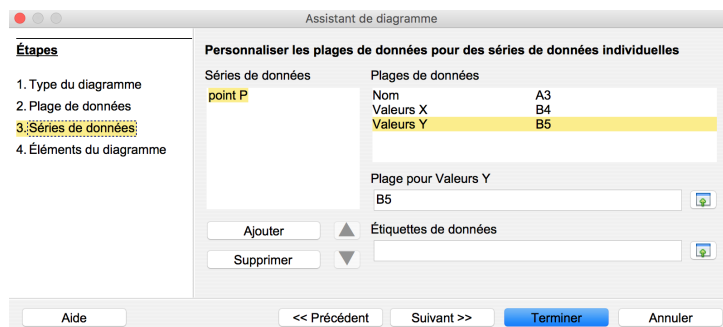 Assistant de diagramme
Étapes
1. Type du diagramme
2. Plage de données
3. Séries de données
4. Éléments du diagramme
Personnaliser les plages de données pour des séries de données individuelles
Séries de données
point P
Ajouter
Supprimer
Plages de données
Nom A3
Valeurs X B4
Valeurs Y B5
Plage pour Valeurs Y
B5
Étiquettes de données
Aide << Précédent Suivant >> Terminer Annuler